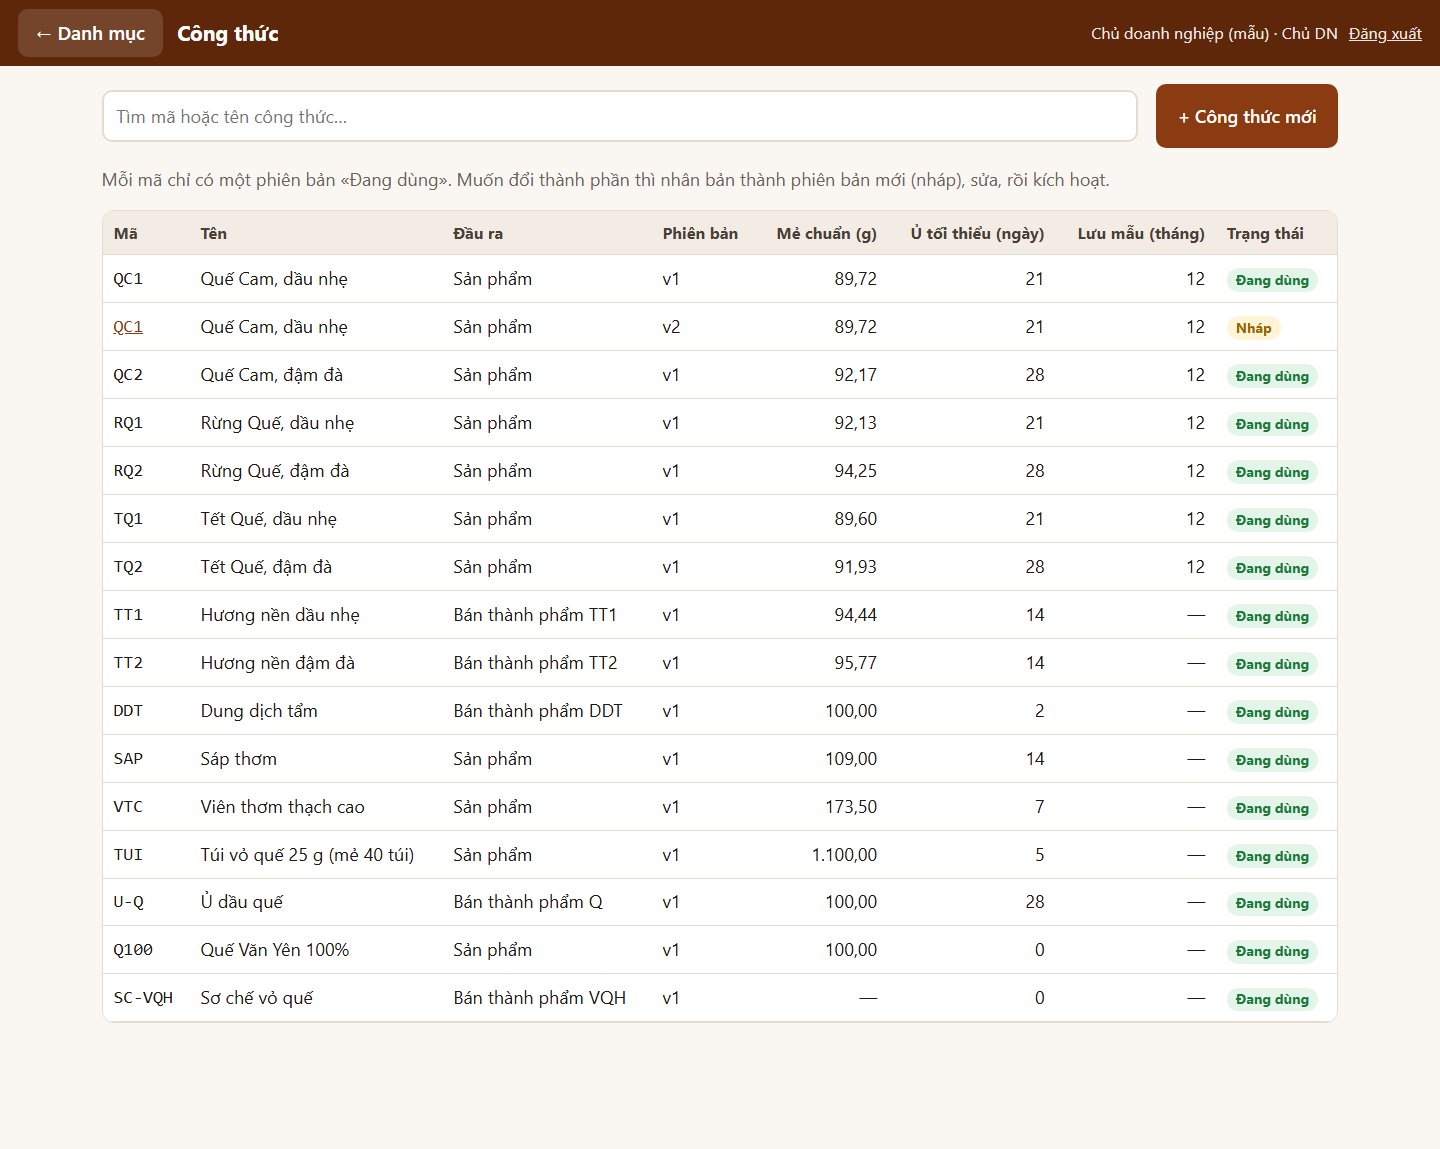 ← Danh mục Công thức Chủ doanh nghiệp (mẫu) · Chủ DN Đăng xuất
Tìm mã hoặc tên công thức...
+ Công thức mới
Mỗi mã chỉ có một phiên bản «Đang dùng». Muốn đổi thành phần thì nhân bản thành phiên bản mới (nháp), sửa, rồi kích hoạt.
Mã Tên Đầu ra Phiên bản Mẻ chuẩn (g) Ủ tối thiểu (ngày) Lưu mẫu (tháng) Trạng thái
QC1 Quế Cam, dầu nhẹ Sản phẩm v1 89,72 21 12 Đang dùng
QC1 Quế Cam, dầu nhẹ Sản phẩm v2 89,72 21 12 Nháp
QC2 Quế Cam, đậm đà Sản phẩm v1 92,17 28 12 Đang dùng
RQ1 Rừng Quế, dầu nhẹ Sản phẩm v1 92,13 21 12 Đang dùng
RQ2 Rừng Quế, đậm đà Sản phẩm v1 94,25 28 12 Đang dùng
TQ1 Tết Quế, dầu nhẹ Sản phẩm v1 89,60 21 12 Đang dùng
TQ2 Tết Quế, đậm đà Sản phẩm v1 91,93 28 12 Đang dùng
TT1 Hương nền dầu nhẹ Bán thành phẩm TT1 v1 94,44 14 — Đang dùng
TT2 Hương nền đậm đà Bán thành phẩm TT2 v1 95,77 14 — Đang dùng
DDT Dung dịch tẩm Bán thành phẩm DDT v1 100,00 2 — Đang dùng
SAP Sáp thơm Sản phẩm v1 109,00 14 — Đang dùng
VTC Viên thơm thạch cao Sản phẩm v1 173,50 7 — Đang dùng
TUI Túi vỏ quế 25 g (mẻ 40 túi) Sản phẩm v1 1.100,00 5 — Đang dùng
U-Q Ủ dầu quế Bán thành phẩm Q v1 100,00 28 — Đang dùng
Q100 Quế Văn Yên 100% Sản phẩm v1 100,00 0 — Đang dùng
SC-VQH Sơ chế vỏ quế Bán thành phẩm VQH v1 — 0 — Đang dùng